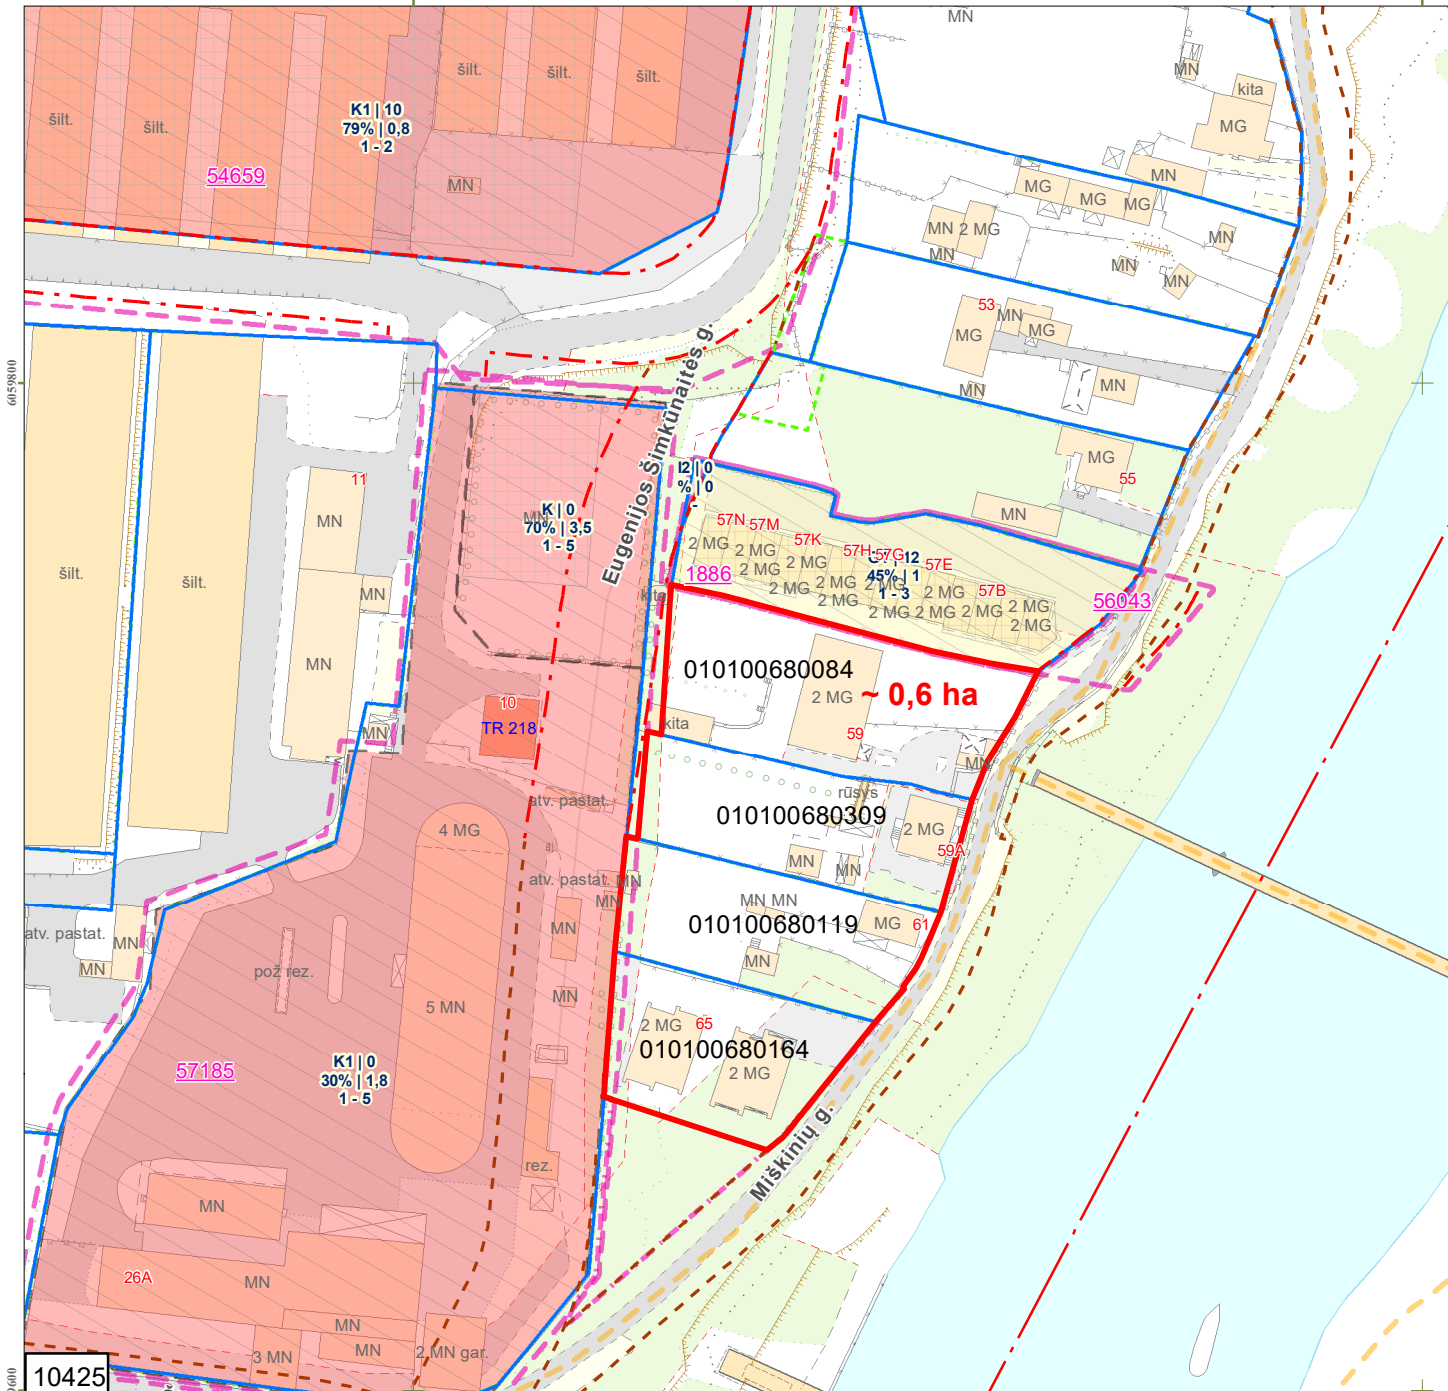 MN
MN
kita
MG
šilt.
šilt.
šilt.
šilt.
šilt.
K1 | 10
79% | 0,8
1 - 2
54659
MN
MN
MG
MG
MG
MN 2 MG
MN
MN
MN
MN
53
MN
MG
MG
MN
MN
MG
55
MN
6059800
Eugenijos Šimkūnaitės g.
I2 | 0
% | 0
-
11
MN
šilt.
šilt.
MN
MN
MN
K | 0
70% | 3,5
1 - 5
MN
57N
57M
57K
57H
57G
57E
57B
2 MG
2 MG
2 MG
2 MG
2 MG
2 MG
2 MG
2 MG
2 MG
2 MG
2 MG
2 MG
2 MG
2 MG
45% | 1
1 - 3
1886
56043
kita
010100680084
2 MG
~ 0,6 ha
59
kita
MN
10
TR 218
rūsys
010100680309
2 MG
59A
MN
MN
atv. pastat.
4 MG
atv. pastat.
MN
MN
MN MN
010100680119
MG
61
MN
MN
atv. pastat.
MN
MN
pož rez.
5 MN
MN
2 MG
65
010100680164
2 MG
57185
K1 | 0
30% | 1,8
1 - 5
Miškinių g.
rez.
MN
26A
MN
MN
MN
3 MN
2 MN gar.
10425